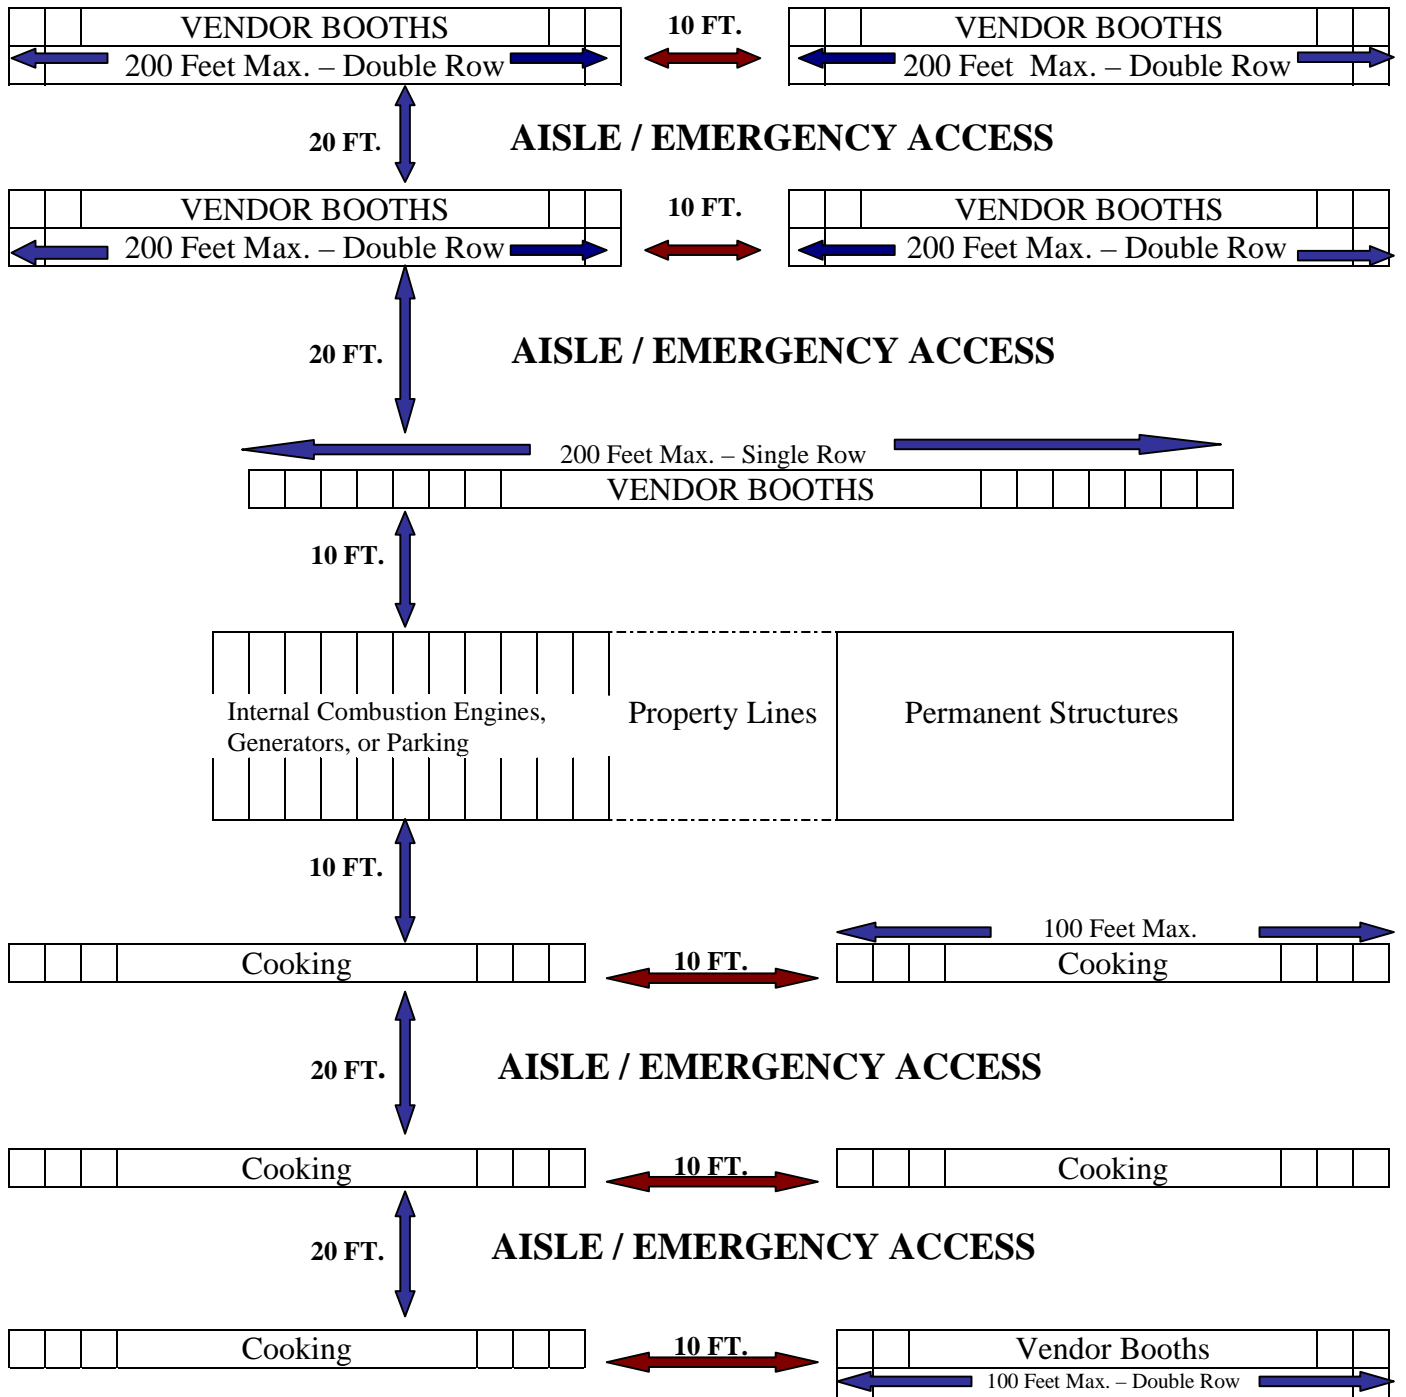 VENDOR BOOTHS 10 FT. VENDOR BOOTHS
200 Feet Max. – Double Row 200 Feet Max. – Double Row
20 FT. AISLE / EMERGENCY ACCESS
VENDOR BOOTHS 10 FT. VENDOR BOOTHS
200 Feet Max. – Double Row 200 Feet Max. – Double Row
20 FT. AISLE / EMERGENCY ACCESS
200 Feet Max. – Single Row
VENDOR BOOTHS
10 FT.
Internal Combustion Engines,
Generators, or Parking
Property Lines
Permanent Structures
10 FT.
100 Feet Max.
Cooking 10 FT. Cooking
20 FT. AISLE / EMERGENCY ACCESS
Cooking 10 FT. Cooking
20 FT. AISLE / EMERGENCY ACCESS
Cooking 10 FT. Vendor Booths
100 Feet Max. – Double Row